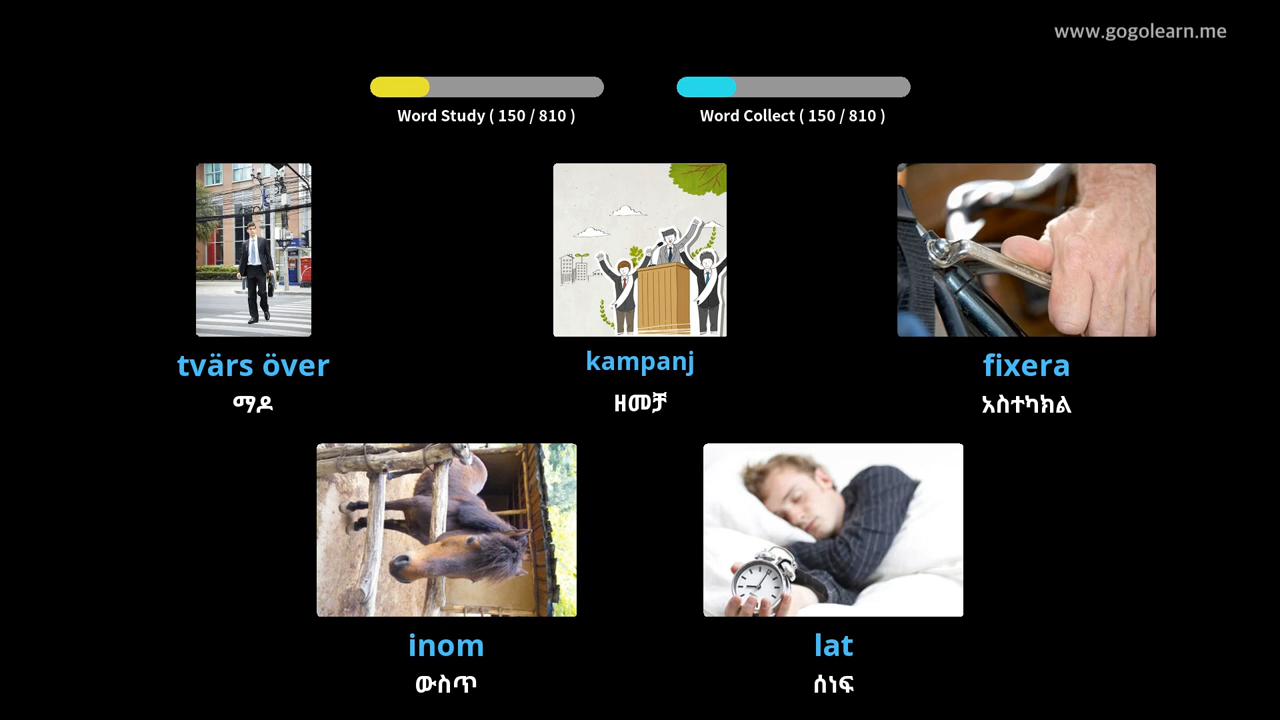 www.gogolearn.me
Word Study ( 150 / 810 )
Word Collect ( 150 / 810 )
tvärs över
ማዶ
kampanj
ዘመቻ
fixera
አስተካክል
inom
ውስጥ
lat
ሰነፍ